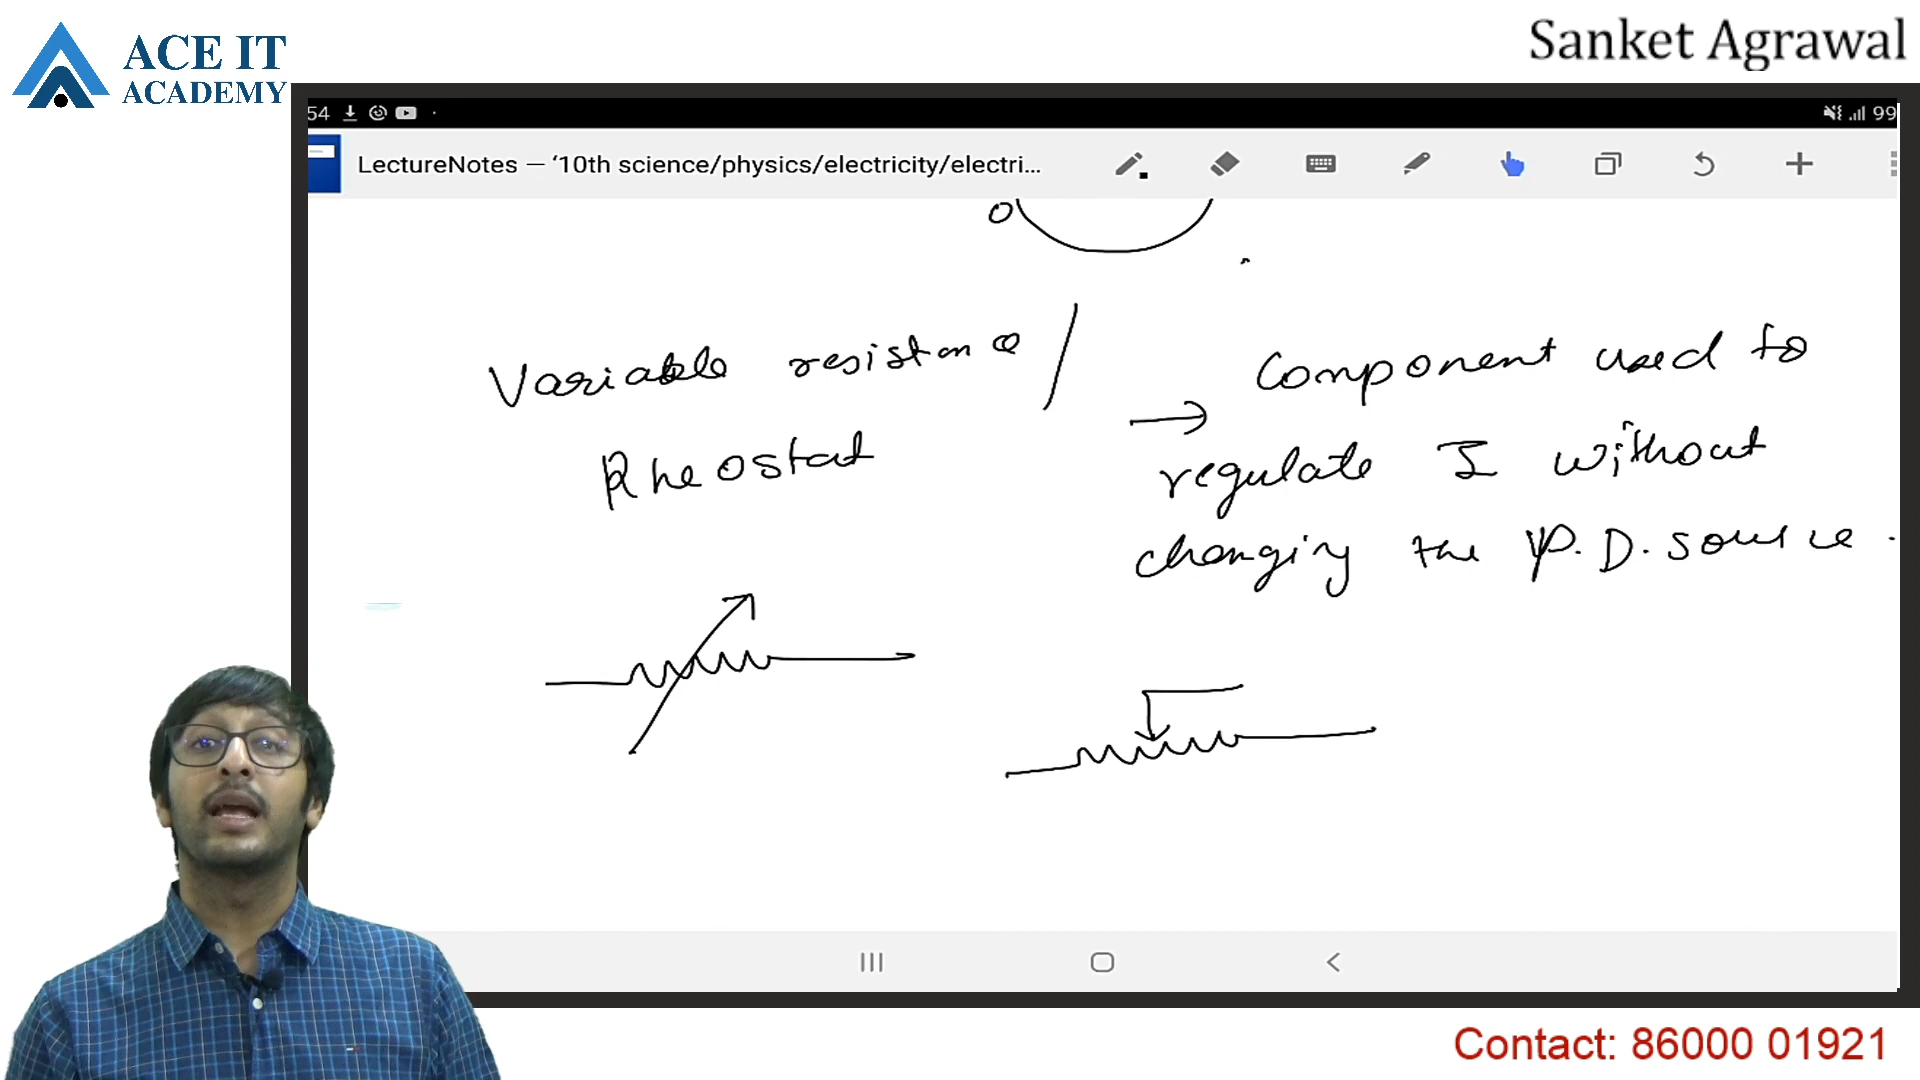 ACE IT
ACADEMY
Sanket Agrawal
54
99
LectureNotes — ‘10th science/physics/electricity/electri...
Variable resistance /
Rheostat
→ Component used to
regulate I without
changing the P.D. source.
Contact: 86000 01921